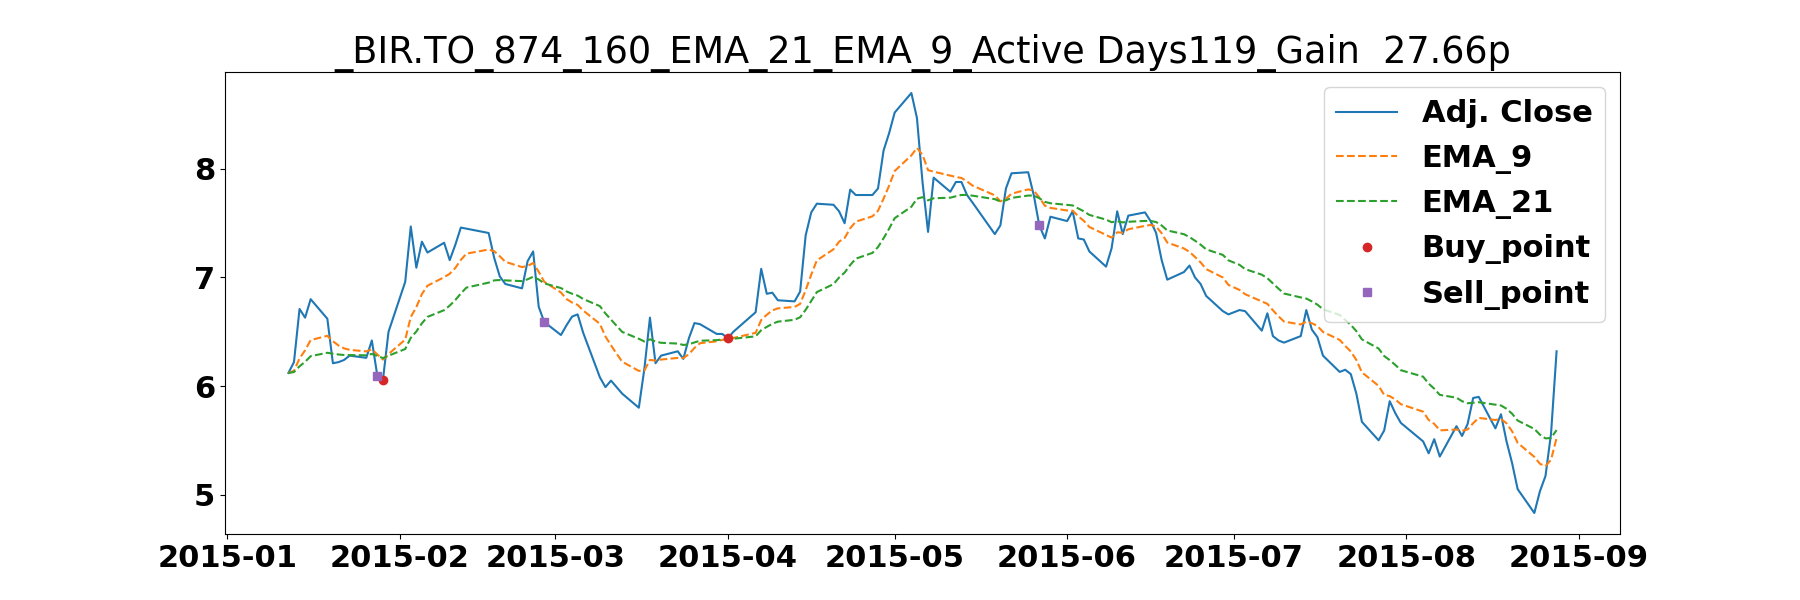 _BIR.TO_874_160_EMA_21_EMA_9_Active Days119_Gain  27.66p
Adj. Close
EMA_9
EMA_21
Buy_point
Sell_point
8
7
6
5
2015-01 2015-02 2015-03 2015-04 2015-05 2015-06 2015-07 2015-08 2015-09